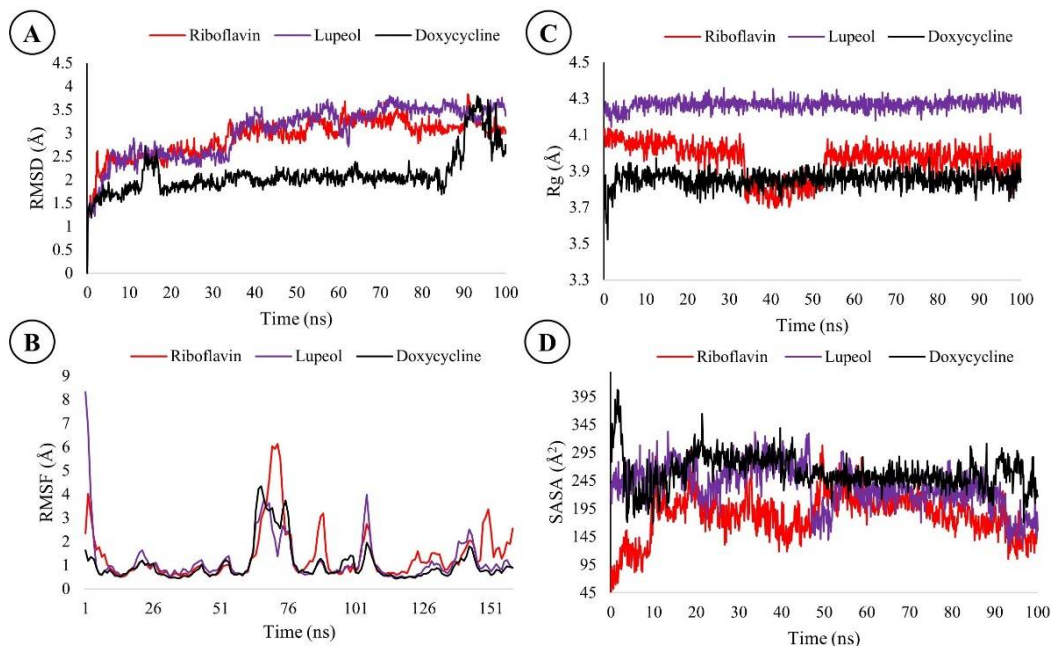 A
Riboflavin Lupeol Doxycycline
4.5
4
3.5
3
2.5
2
1.5
1
0.5
0
RMSD (Å)
0 10 20 30 40 50 60 70 80 90 100
Time (ns)
C
Riboflavin Lupeol Doxycycline
4.5
4.3
4.1
3.9
3.7
3.5
3.3
Rg (Å)
0 10 20 30 40 50 60 70 80 90 100
Time (ns)
B
Riboflavin Lupeol Doxycycline
9
8
7
6
5
4
3
2
1
0
RMSF (Å)
1 26 51 76 101 126 151
Time (ns)
D
Riboflavin Lupeol Doxycycline
395
345
295
245
195
145
95
45
SASA (Å²)
0 10 20 30 40 50 60 70 80 90 100
Time (ns)